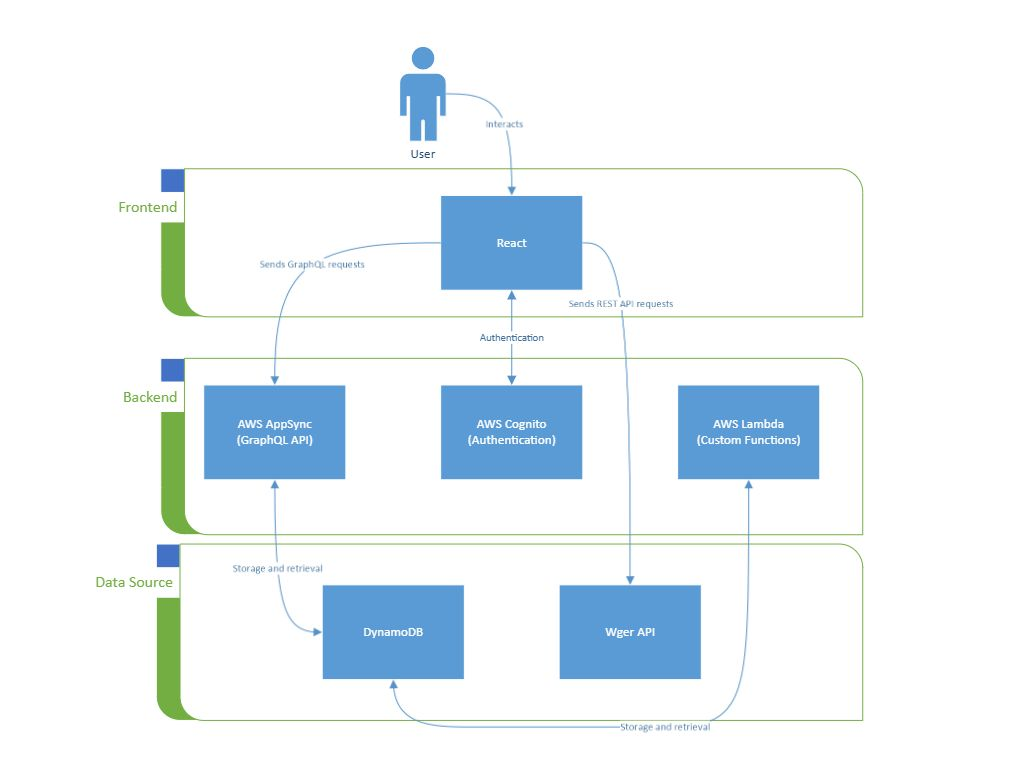 User
Interacts
Frontend
React
Sends GraphQL requests
Sends REST API requests
Authentication
Backend
AWS AppSync
(GraphQL API)
AWS Cognito
(Authentication)
AWS Lambda
(Custom Functions)
Storage and retrieval
Data Source
DynamoDB
Wger API
Storage and retrieval